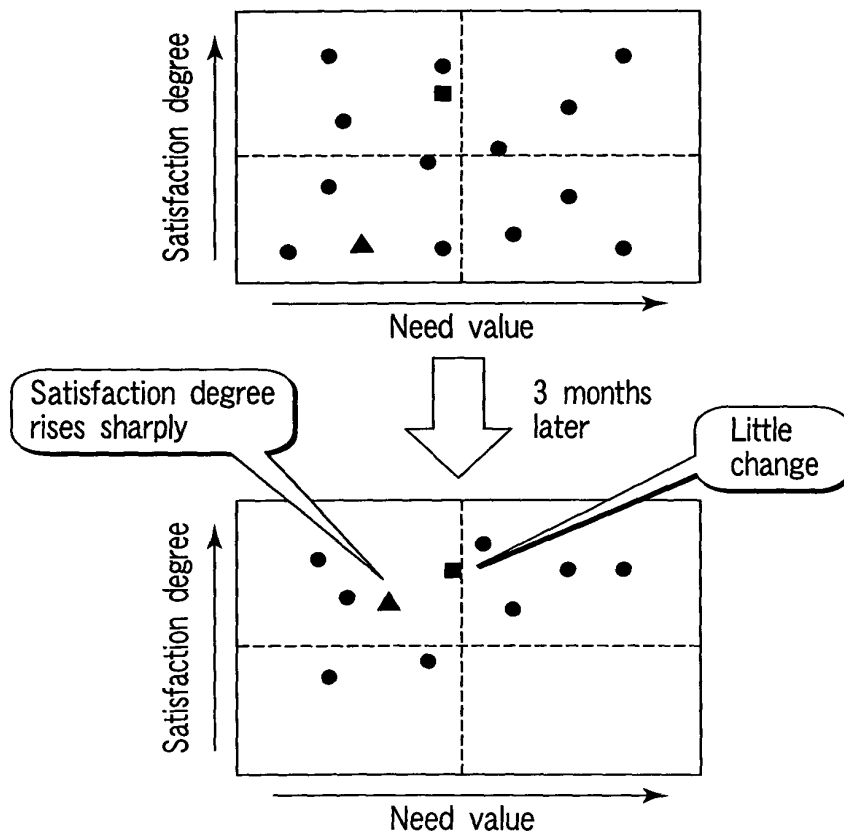 Satisfaction degree
Need value
Satisfaction degree
rises sharply
3 months
later
Little
change
Satisfaction degree
Need value